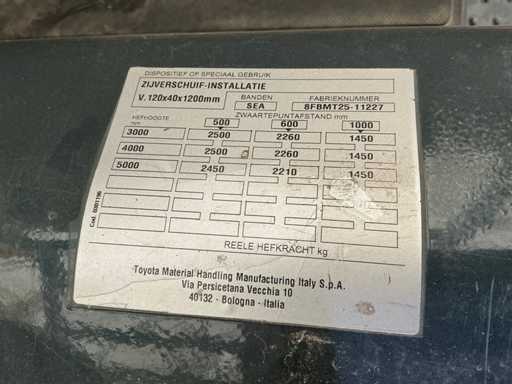 DISPOSITIEF OF SPECIAAL GEBRUIK
ZIJVERSCHUIF-INSTALLATIE
V. 120x40x1200mm
BANDEN
SEA
FABRIEKNUMMER
8FBMT25-11227
ZWAARTEPUNTAFSTAND mm
HEFHOOGTE mm
500 600 1000
3000 2500 2260 1450
4000 2500 2260 1450
5000 2450 2210 1450
REELE HEFKRACHT kg
Toyota Material Handling Manufacturing Italy S.p.A.
Via Persicetana Vecchia 10
40132 - Bologna - Italia